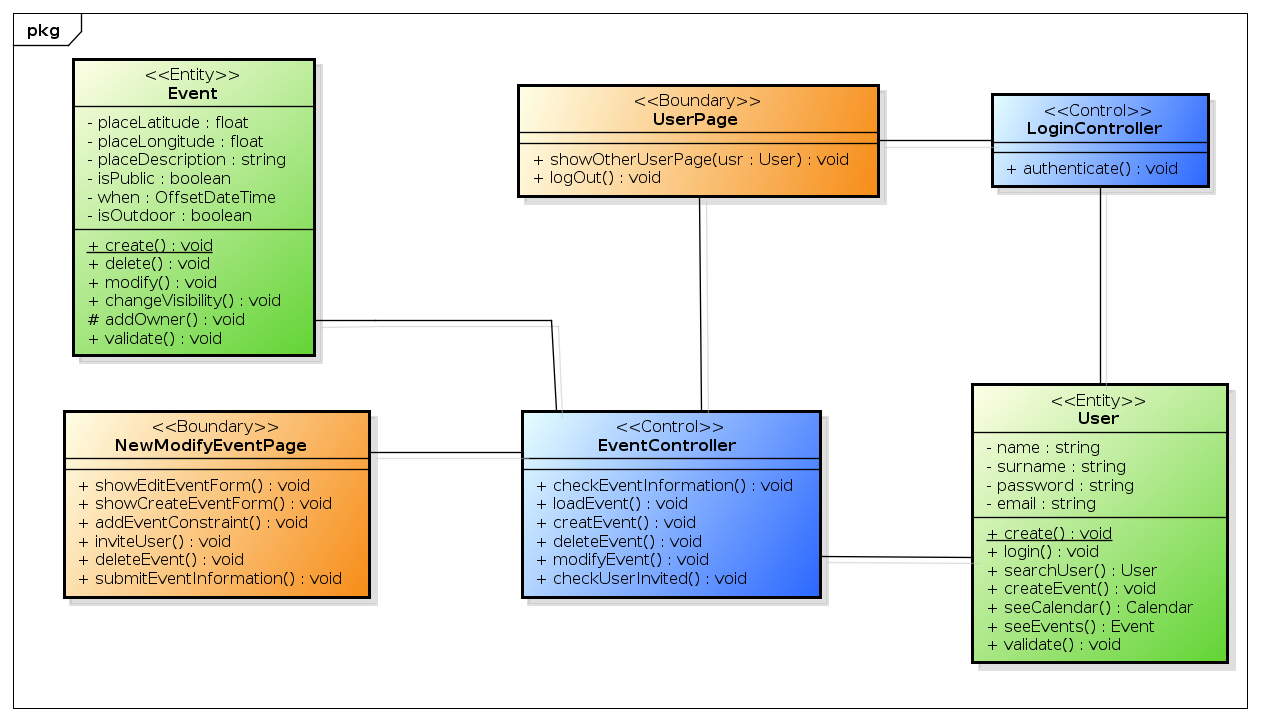 pkg
<<Entity>>
Event
- placeLatitude : float
- placeLongitude : float
- placeDescription : string
- isPublic : boolean
- when : OffsetDateTime
- isOutdoor : boolean
+ create() : void
+ delete() : void
+ modify() : void
+ changeVisibility() : void
# addOwner() : void
+ validate() : void
<<Boundary>>
UserPage
+ showOtherUserPage(usr : User) : void
+ logOut() : void
<<Control>>
LoginController
+ authenticate() : void
<<Boundary>>
NewModifyEventPage
+ showEditEventForm() : void
+ showCreateEventForm() : void
+ addEventConstraint() : void
+ inviteUser() : void
+ deleteEvent() : void
+ submitEventInformation() : void
<<Control>>
EventController
+ checkEventInformation() : void
+ loadEvent() : void
+ creatEvent() : void
+ deleteEvent() : void
+ modifyEvent() : void
+ checkUserInvited() : void
<<Entity>>
User
- name : string
- surname : string
- password : string
- email : string
+ create() : void
+ login() : void
+ searchUser() : User
+ createEvent() : void
+ seeCalendar() : Calendar
+ seeEvents() : Event
+ validate() : void